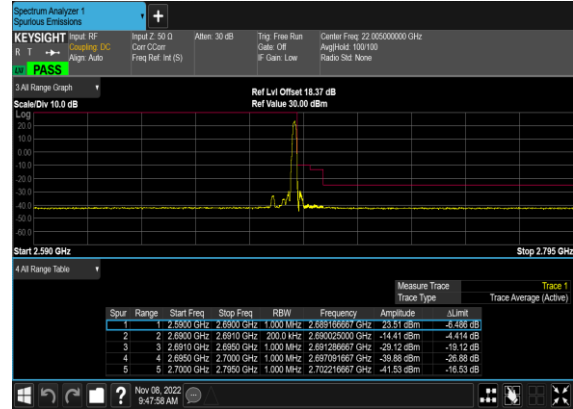 Spectrum Analyzer 1
Spurious Emissions
KEYSIGHT Input: RF Input Z: 50 Ω Atten: 30 dB Trig: Free Run Center Freq: 22.005000000 GHz
R T Coupling: DC Corr CCorr Gate: Off Avg|Hold: 100/100
Align: Auto Freq Ref: Int (S) IF Gain: Low Radio Std: None
PASS
3 All Range Graph Ref Lvl Offset 18.37 dB
Scale/Div 10.0 dB Ref Value 30.00 dBm
Log
20.0
10.0
0.00
-10.0
-20.0
-30.0
-40.0
-50.0
-60.0
Start 2.590 GHz Stop 2.795 GHz
4 All Range Table
Measure Trace Trace 1
Trace Type Trace Average (Active)
Spur Range Start Freq Stop Freq RBW Frequency Amplitude ΔLimit
1 1 2.5900 GHz 2.6900 GHz 1.000 MHz 2.689166667 GHz 23.51 dBm -6.486 dB
2 2 2.6900 GHz 2.6910 GHz 200.0 kHz 2.690025000 GHz -14.41 dBm -4.414 dB
3 3 2.6910 GHz 2.6950 GHz 1.000 MHz 2.691286667 GHz -29.12 dBm -19.12 dB
4 4 2.6950 GHz 2.7000 GHz 1.000 MHz 2.697091667 GHz -39.88 dBm -26.88 dB
5 5 2.7000 GHz 2.7950 GHz 1.000 MHz 2.702216667 GHz -41.53 dBm -16.53 dB
Nov 08, 2022
9:47:58 AM